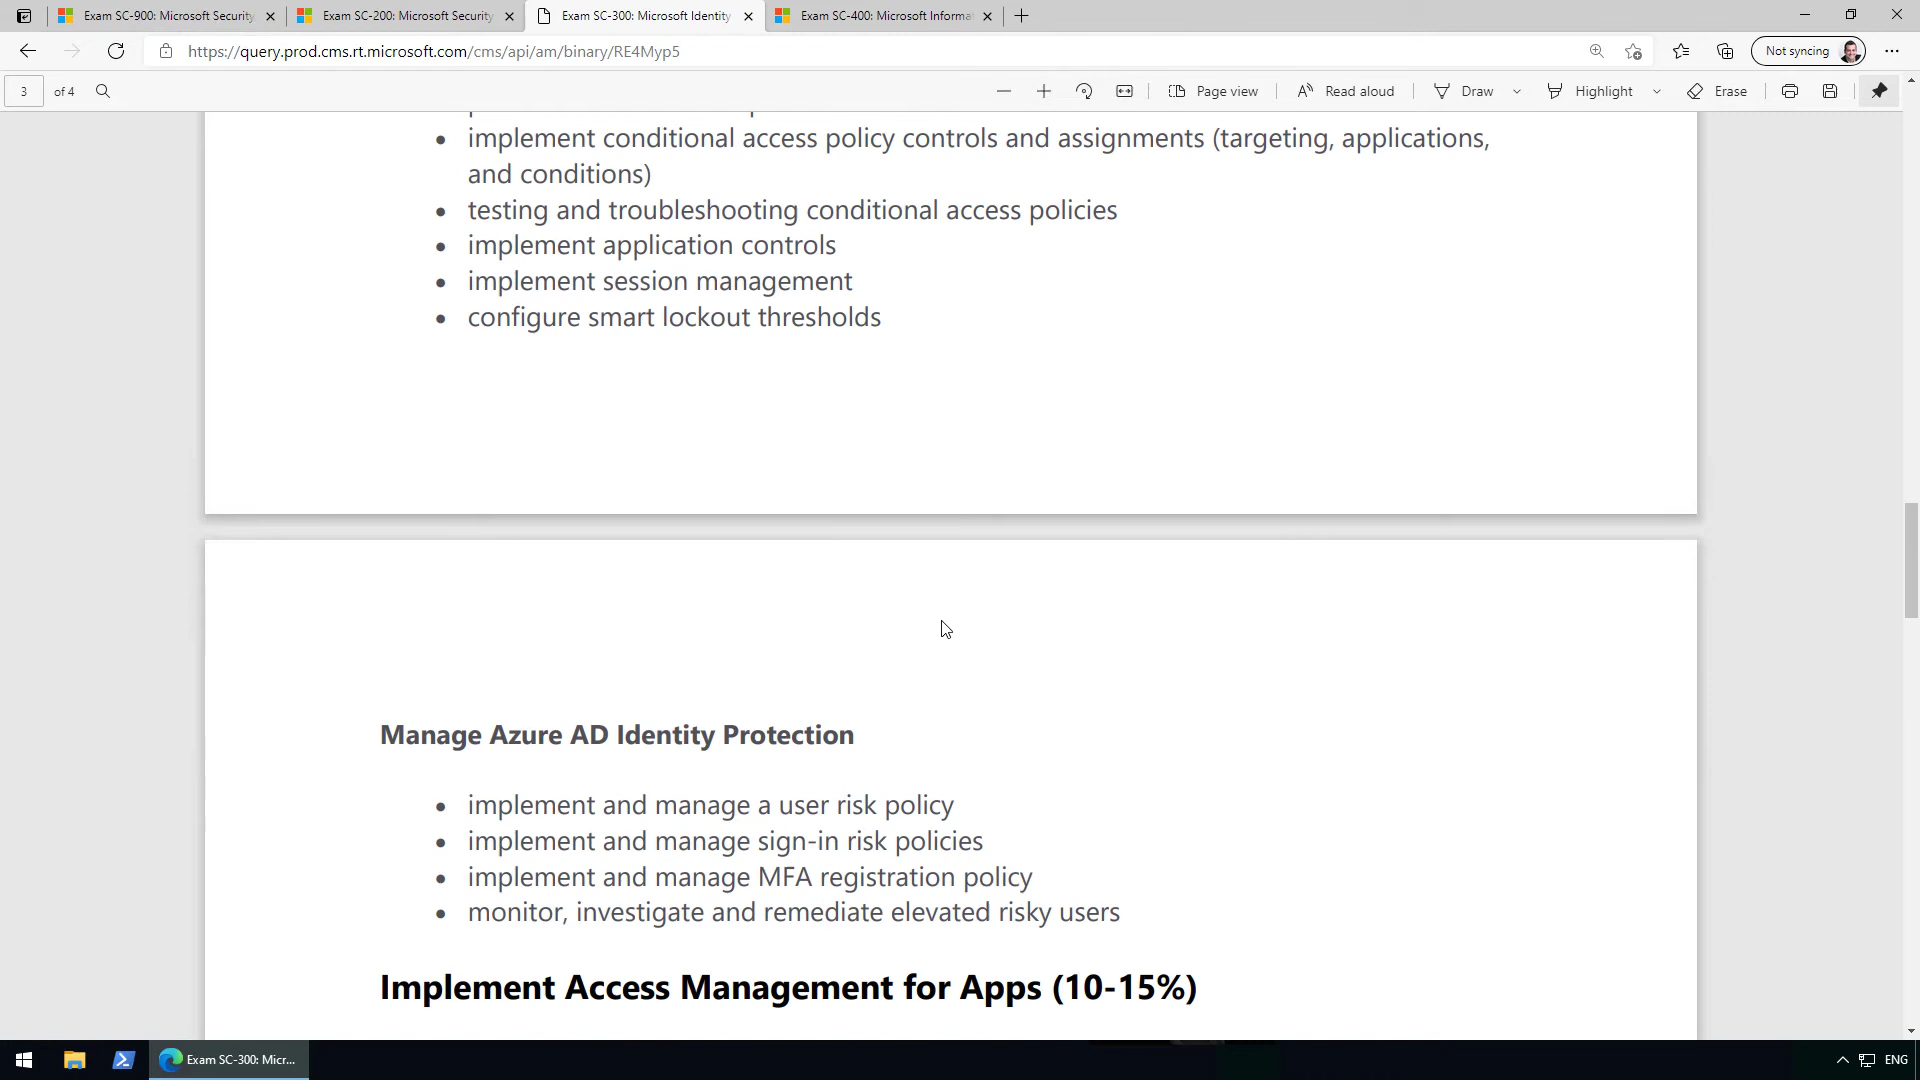 Exam SC-900: Microsoft Security
Exam SC-200: Microsoft Security
Exam SC-300: Microsoft Identity
Exam SC-400: Microsoft Informat
https://query.prod.cms.rt.microsoft.com/cms/api/am/binary/RE4Myp5
Not syncing
3 of 4
Page view
Read aloud
Draw
Highlight
Erase
implement conditional access policy controls and assignments (targeting, applications,
and conditions)
testing and troubleshooting conditional access policies
implement application controls
implement session management
configure smart lockout thresholds
Manage Azure AD Identity Protection
implement and manage a user risk policy
implement and manage sign-in risk policies
implement and manage MFA registration policy
monitor, investigate and remediate elevated risky users
Implement Access Management for Apps (10-15%)
Exam SC-300: Micr...
ENG